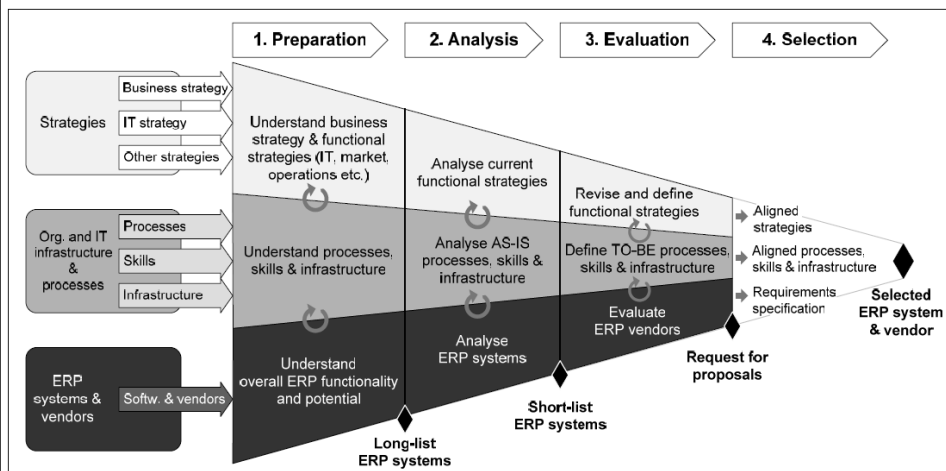 1. Preparation
2. Analysis
3. Evaluation
4. Selection
Strategies
Business strategy
IT strategy
Other strategies
Understand business
strategy & functional
strategies (IT, market,
operations etc.)
Analyse current
functional strategies
Revise and define
functional strategies
Aligned
strategies
Org. and IT
infrastructure
&
processes
Processes
Skills
Infrastructure
Understand processes,
skills & infrastructure
Analyse AS-IS
processes, skills &
infrastructure
Define TO-BE processes,
skills & infrastructure
Aligned processes,
skills & infrastructure
Requirements
specification
Selected
ERP system
& vendor
ERP
systems &
vendors
Softw. & vendors
Understand
overall ERP functionality
and potential
Analyse
ERP systems
Evaluate
ERP vendors
Request for
proposals
Short-list
ERP systems
Long-list
ERP systems